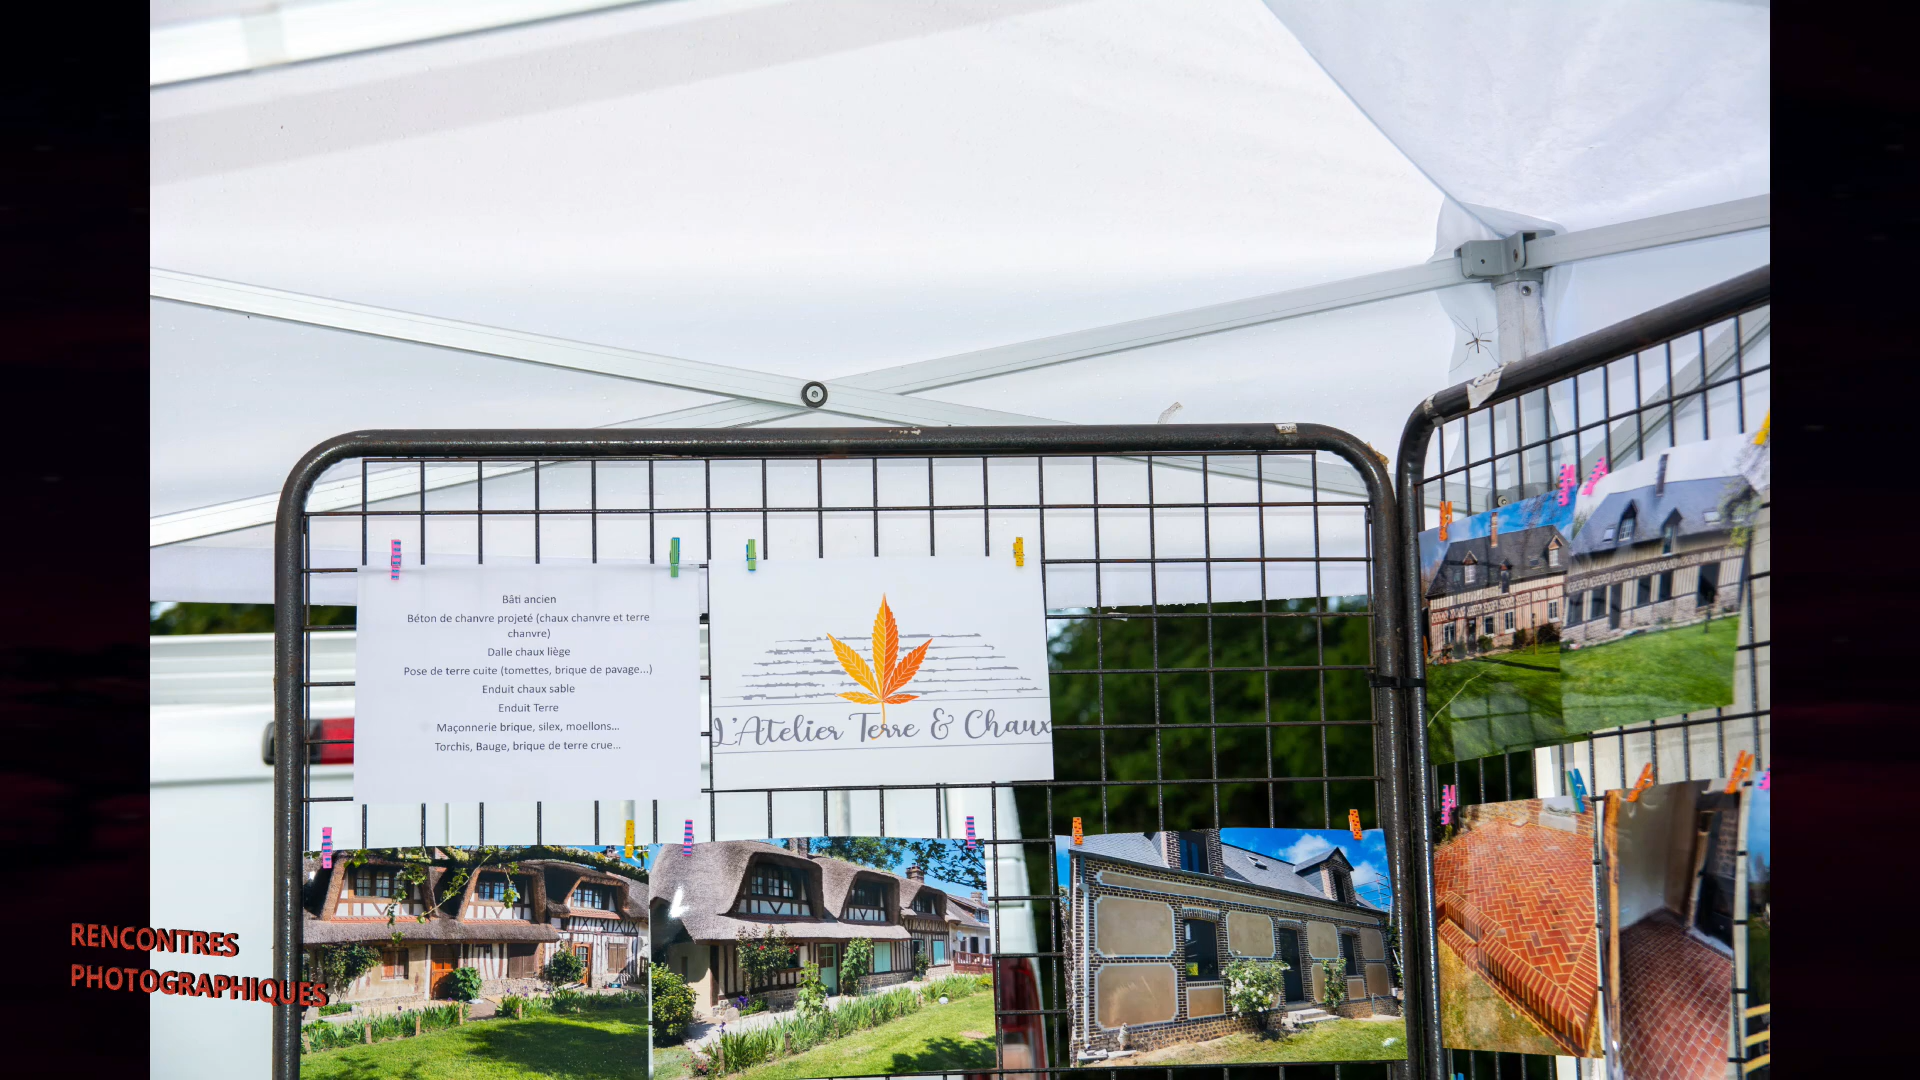 Bâti ancien
Béton de chanvre projeté (chaux chanvre et terre
chanvre)
Dalle chaux liège
Pose de terre cuite (tomettes, brique de pavage...)
Enduit chaux sable
Enduit Terre
Maçonnerie brique, silex, moellons...
Torchis, Bauge, brique de terre crue...
L'Atelier Terre & Chaux
RENCONTRES
PHOTOGRAPHIQUES